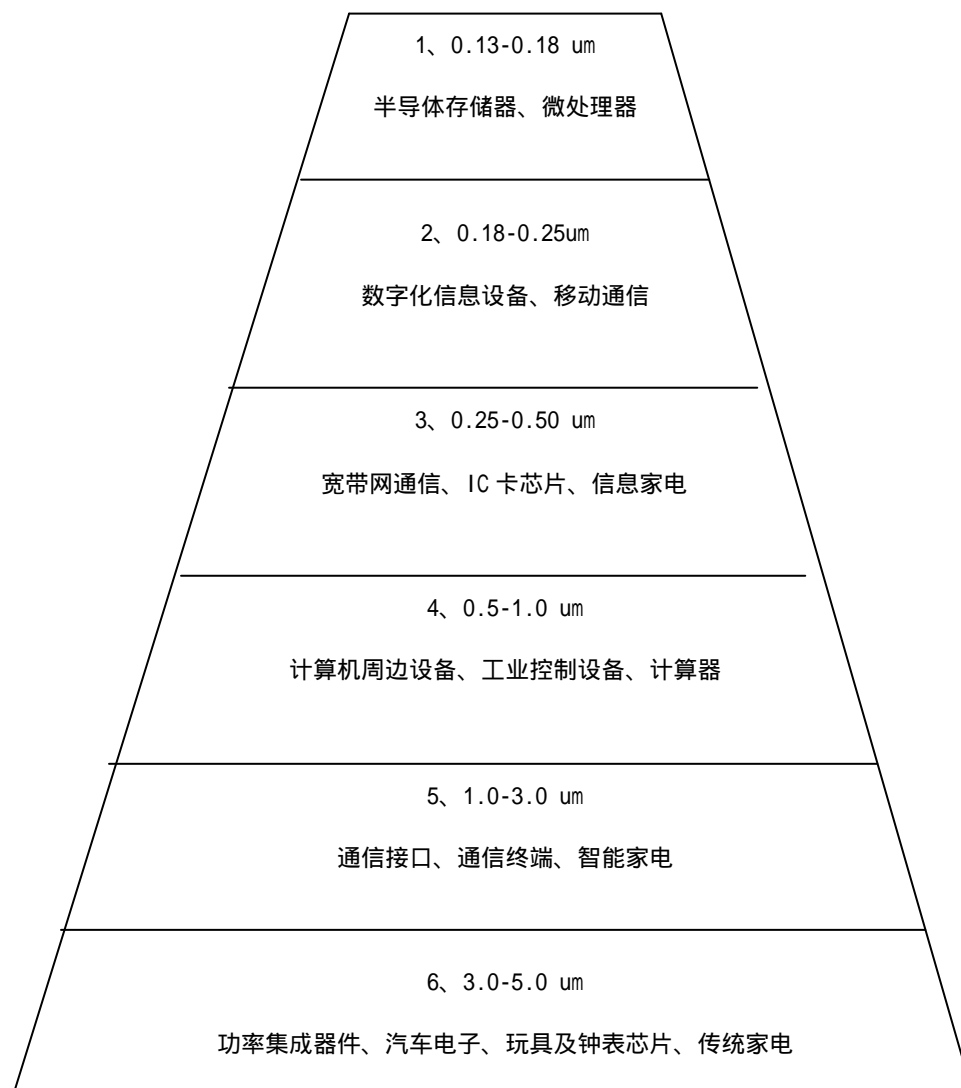 1、0.13-0.18 um
半导体存储器、微处理器
2、0.18-0.25um
数字化信息设备、移动通信
3、0.25-0.50 um
宽带网通信、IC 卡芯片、信息家电
4、0.5-1.0 um
计算机周边设备、工业控制设备、计算器
5、1.0-3.0 um
通信接口、通信终端、智能家电
6、3.0-5.0 um
功率集成器件、汽车电子、玩具及钟表芯片、传统家电